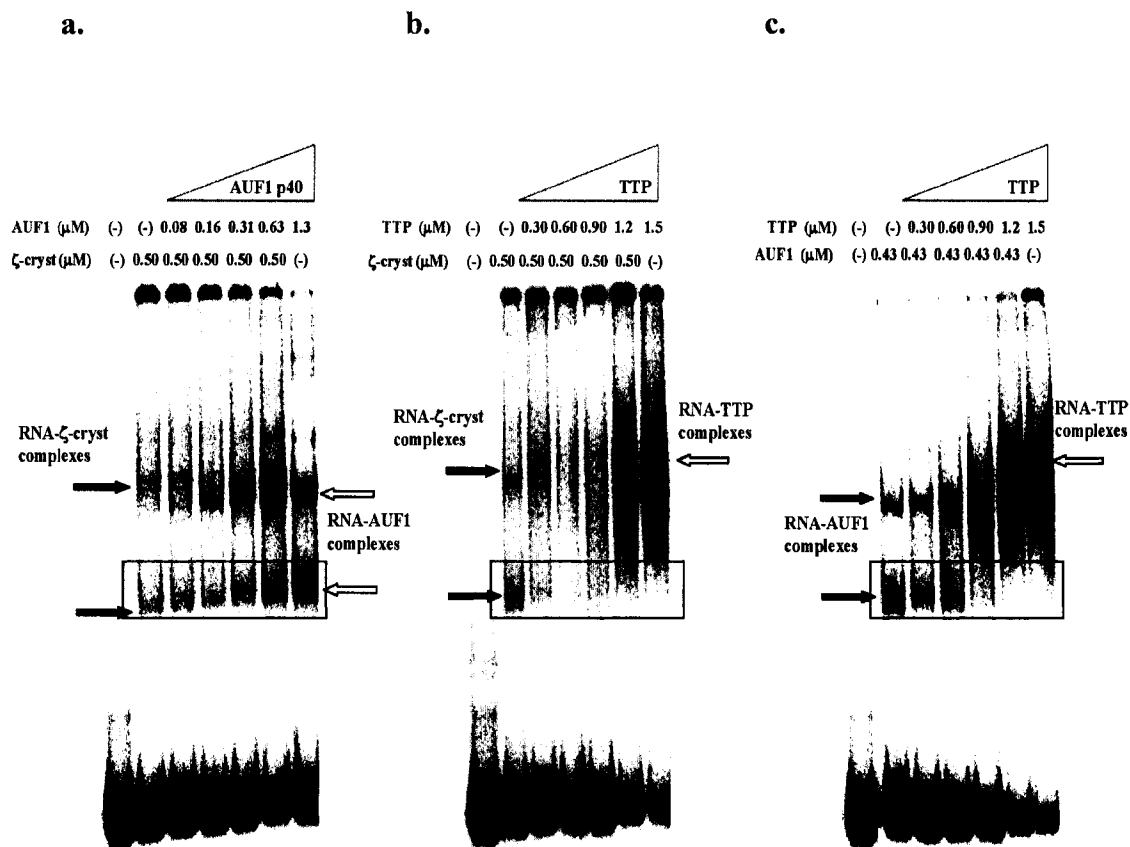 a.
b.
c.
AUF1 p40
TTP
TTP
AUF1 (μM) (-) (-) 0.08 0.16 0.31 0.63 1.3
ζ-cryst(μM) (-) 0.50 0.50 0.50 0.50 0.50 (-)
TTP (μM) (-) (-) 0.30 0.60 0.90 1.2 1.5
ζ-cryst(μM) (-) 0.50 0.50 0.50 0.50 0.50 (-)
TTP (μM) (-) (-) 0.30 0.60 0.90 1.2 1.5
AUF1 (μM) (-) 0.43 0.43 0.43 0.43 0.43 (-)
RNA-ζ-cryst
complexes
RNA-AUF1
complexes
RNA-ζ-cryst
complexes
RNA-TTP
complexes
RNA-AUF1
complexes
RNA-TTP
complexes